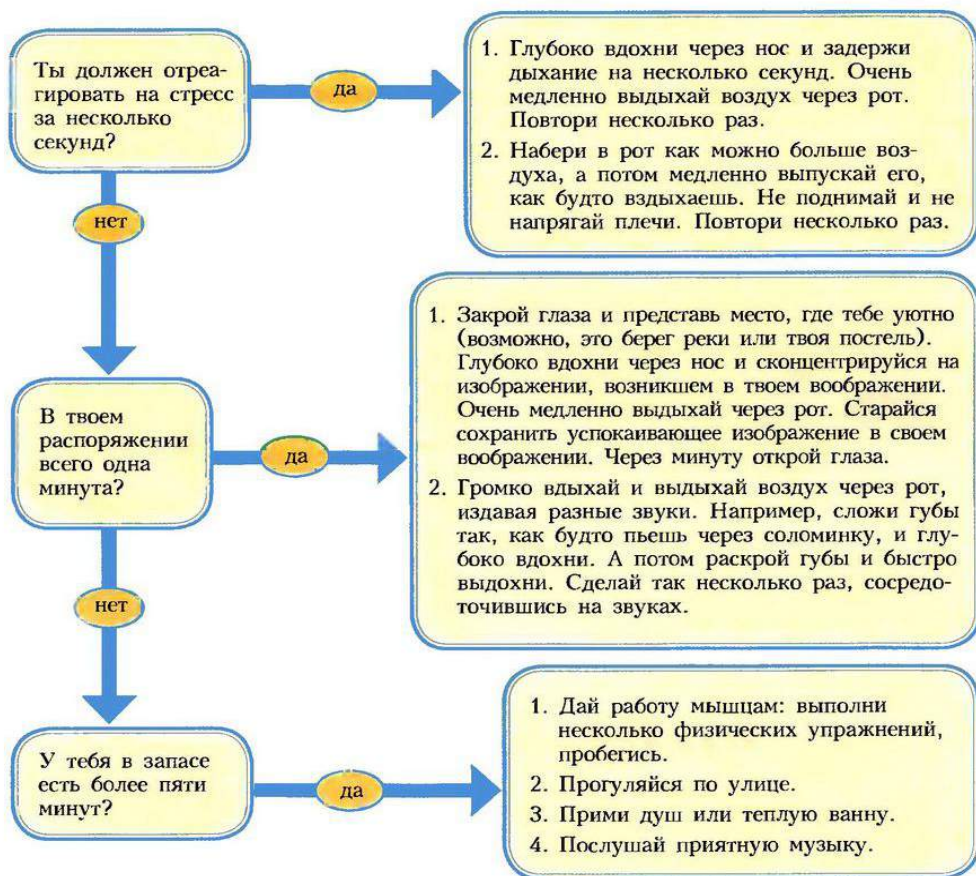 Ты должен отреа-
гировать на стресс
за несколько
секунд?
да
1. Глубоко вдохни через нос и задержи
дыхание на несколько секунд. Очень
медленно выдыхай воздух через рот.
Повтори несколько раз.
2. Набери в рот как можно больше воз-
духа, а потом медленно выпускай его,
как будто вздыхаешь. Не поднимай и не
напрягай плечи. Повтори несколько раз.
нет
В твоем
распоряжении
всего одна
минута?
да
1. Закрой глаза и представь место, где тебе уютно
(возможно, это берег реки или твоя постель).
Глубоко вдохни через нос и сконцентрируйся на
изображении, возникшем в твоем воображении.
Очень медленно выдыхай через рот. Старайся
сохранить успокаивающее изображение в своем
воображении. Через минуту открой глаза.
2. Громко вдыхай и выдыхай воздух через рот,
издавая разные звуки. Например, сложи губы
так, как будто пьешь через соломинку, и глу-
боко вдохни. А потом раскрой губы и быстро
выдохни. Сделай так несколько раз, сосредо-
точившись на звуках.
нет
У тебя в запасе
есть более пяти
минут?
да
1. Дай работу мышцам: выполни
несколько физических упражнений,
пробегись.
2. Прогуляйся по улице.
3. Прими душ или теплую ванну.
4. Послушай приятную музыку.